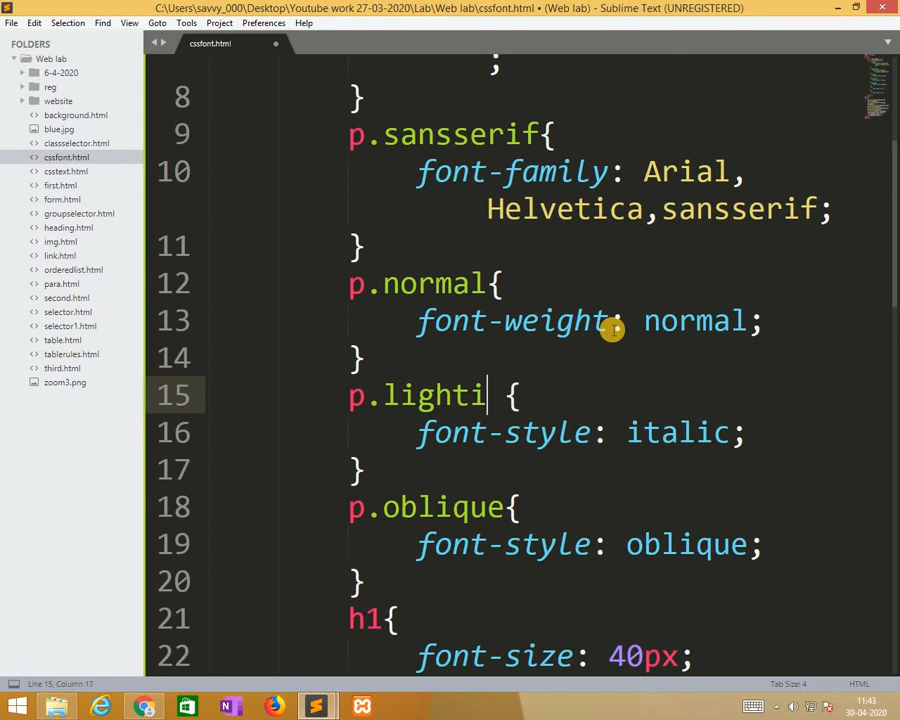 C:\Users\savvy_000\Desktop\Youtube work 27-03-2020\Lab\Web lab\cssfont.html • (Web lab) - Sublime Text (UNREGISTERED)
File Edit Selection Find View Goto Tools Project Preferences Help
FOLDERS
Web lab
6-4-2020
reg
website
background.html
blue.jpg
classselector.html
cssfont.html
csstext.html
first.html
form.html
groupselector.html
heading.html
img.html
link.html
orderedlist.html
para.html
second.html
selector.html
selector1.html
table.html
tablerules.html
third.html
zoom3.png
cssfont.html
;
8 }
9 p.sansserif{
10 font-family: Arial,
Helvetica,sansserif;
11 }
12 p.normal{
13 font-weight: normal;
14 }
15 p.lighti {
16 font-style: italic;
17 }
18 p.oblique{
19 font-style: oblique;
20 }
21 h1{
22 font-size: 40px;
Line 15, Column 17 Tab Size: 4 HTML
11:43
30-04-2020